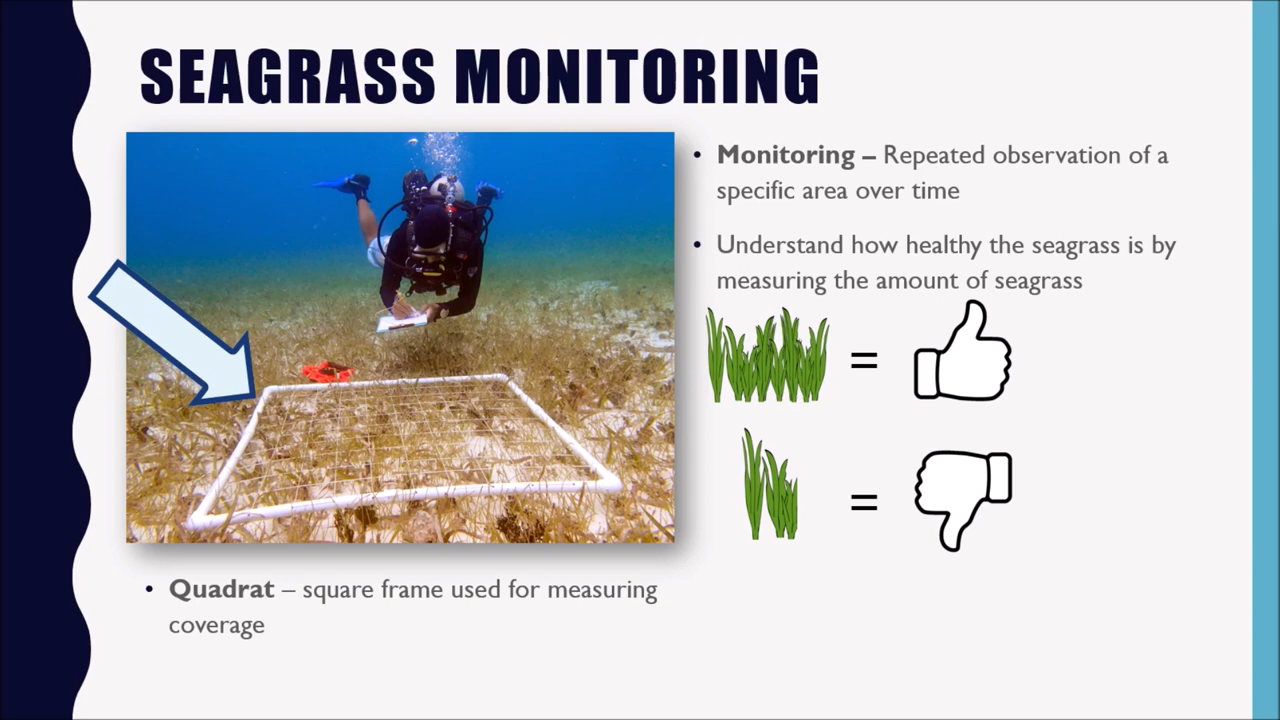 SEAGRASS MONITORING
• Monitoring – Repeated observation of a
specific area over time
• Understand how healthy the seagrass is by
measuring the amount of seagrass
=
=
• Quadrat – square frame used for measuring
coverage